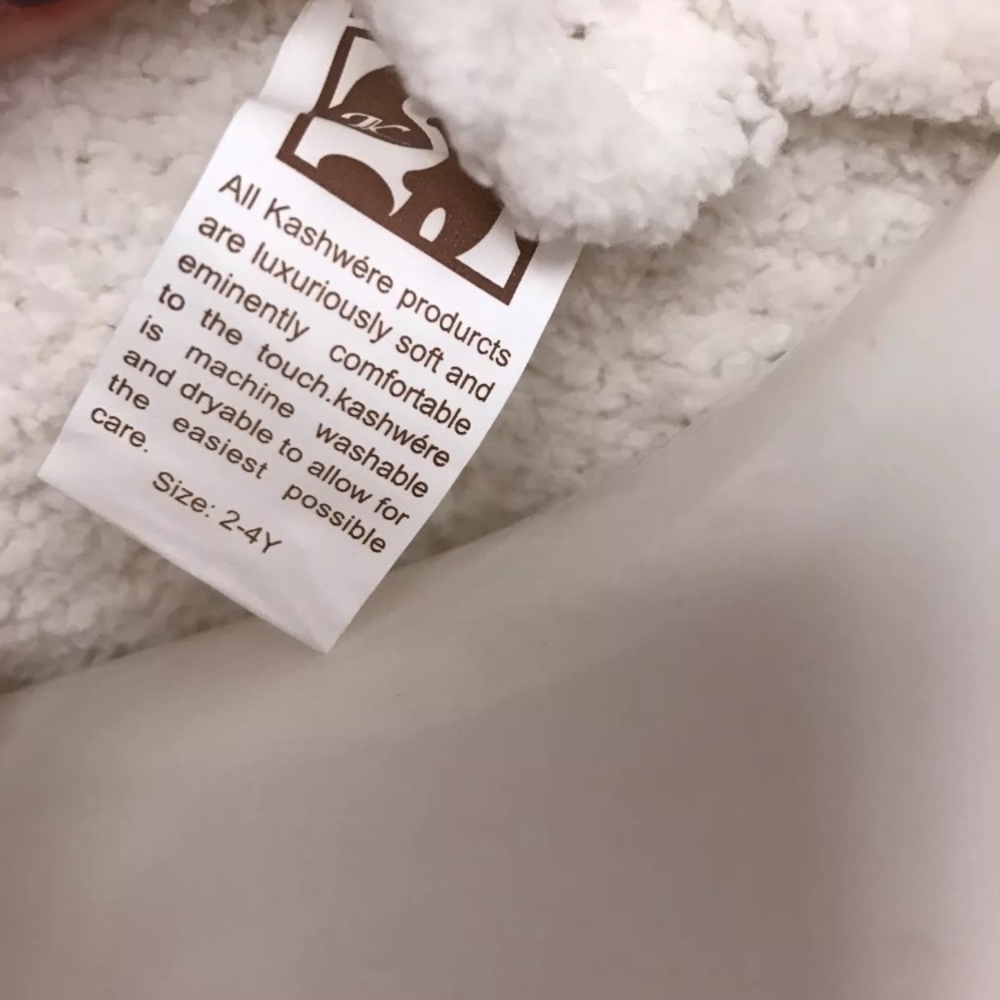 All Kashwére produrcts
are luxuriously soft and
eminently comfortable
to the touch.kashwére
is machine washable
and dryable to allow for
the easiest possible
care.
Size: 2-4Y